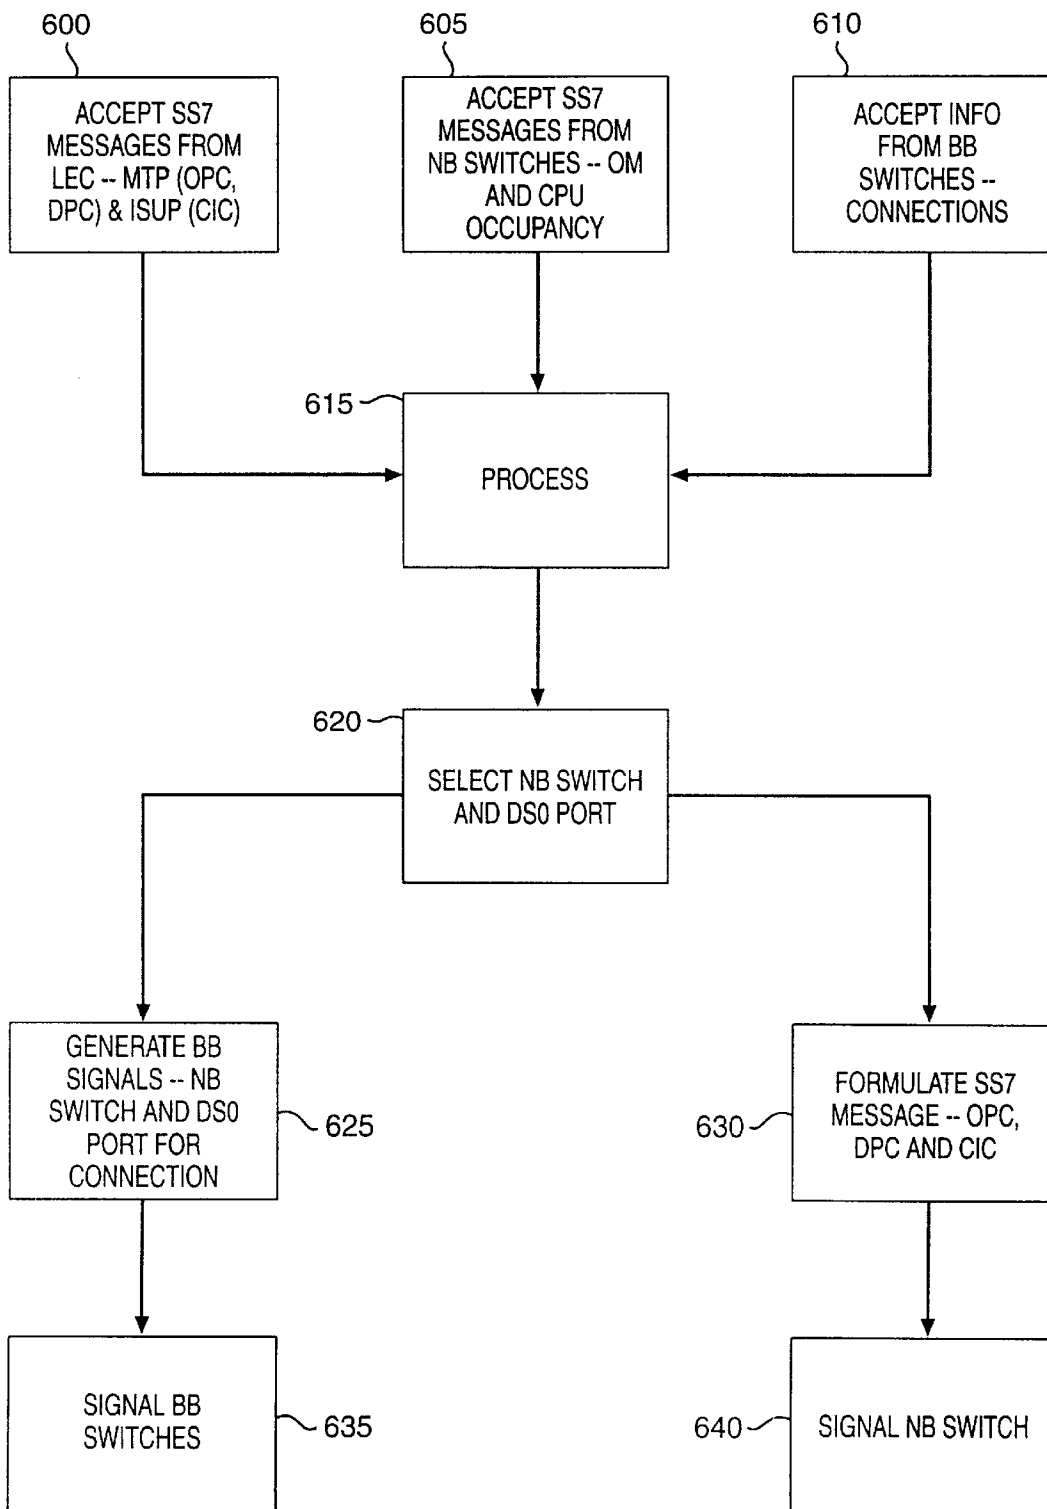 600
605
610
ACCEPT SS7
MESSAGES FROM
LEC -- MTP (OPC,
DPC) & ISUP (CIC)
ACCEPT SS7
MESSAGES FROM
NB SWITCHES -- OM
AND CPU
OCCUPANCY
ACCEPT INFO
FROM BB
SWITCHES --
CONNECTIONS
615
PROCESS
620
SELECT NB SWITCH
AND DS0 PORT
GENERATE BB
SIGNALS -- NB
SWITCH AND DS0
PORT FOR
CONNECTION
625
630
FORMULATE SS7
MESSAGE -- OPC,
DPC AND CIC
SIGNAL BB
SWITCHES
635
640
SIGNAL NB SWITCH